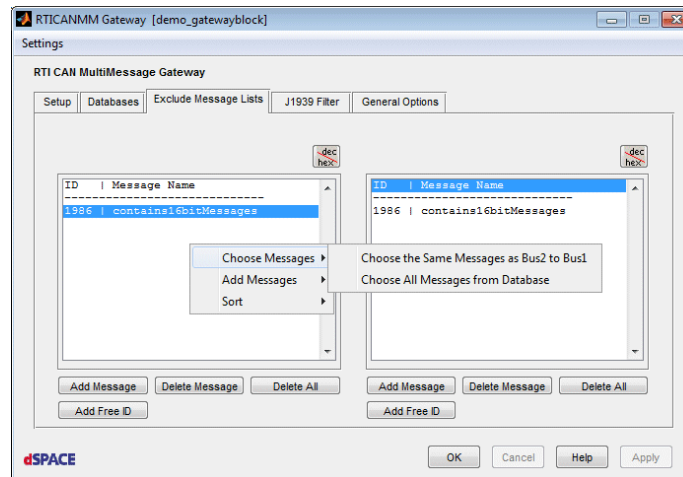 RTICANMM Gateway [demo_gatewayblock]
Settings
RTI CAN MultiMessage Gateway
Setup Databases Exclude Message Lists J1939 Filter General Options
dec
hex
dec
hex
ID | Message Name
----------------------------
1986 | contains16bitMessages
ID | Message Name
----------------------------
1986 | contains16bitMessages
Choose Messages
Add Messages
Sort
Choose the Same Messages as Bus2 to Bus1
Choose All Messages from Database
Add Message Delete Message Delete All
Add Free ID
Add Message Delete Message Delete All
Add Free ID
dSPACE
OK Cancel Help Apply